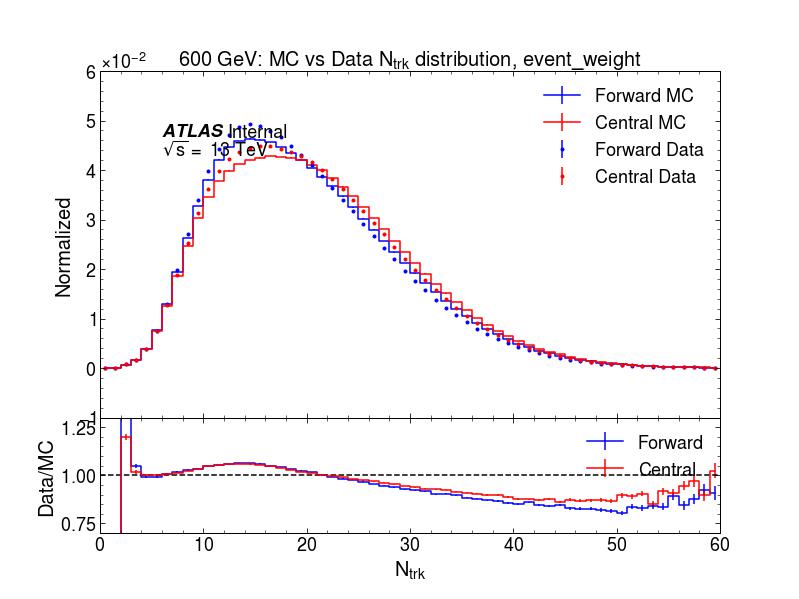 ×10⁻² 600 GeV: MC vs Data N_trk distribution, event_weight
6
5
4
3
2
1
0
−1
Normalized
ATLAS Internal
√s = 13 TeV
Forward MC
Central MC
Forward Data
Central Data
1.25
1.00
0.75
Data/MC
Forward
Central
0 10 20 30 40 50 60
N_trk